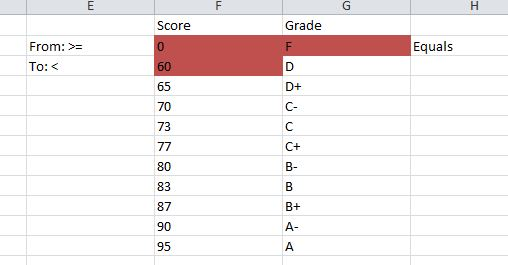 E F G H
Score Grade
From: >= 0 F Equals
To: < 60 D
65 D+
70 C-
73 C
77 C+
80 B-
83 B
87 B+
90 A-
95 A